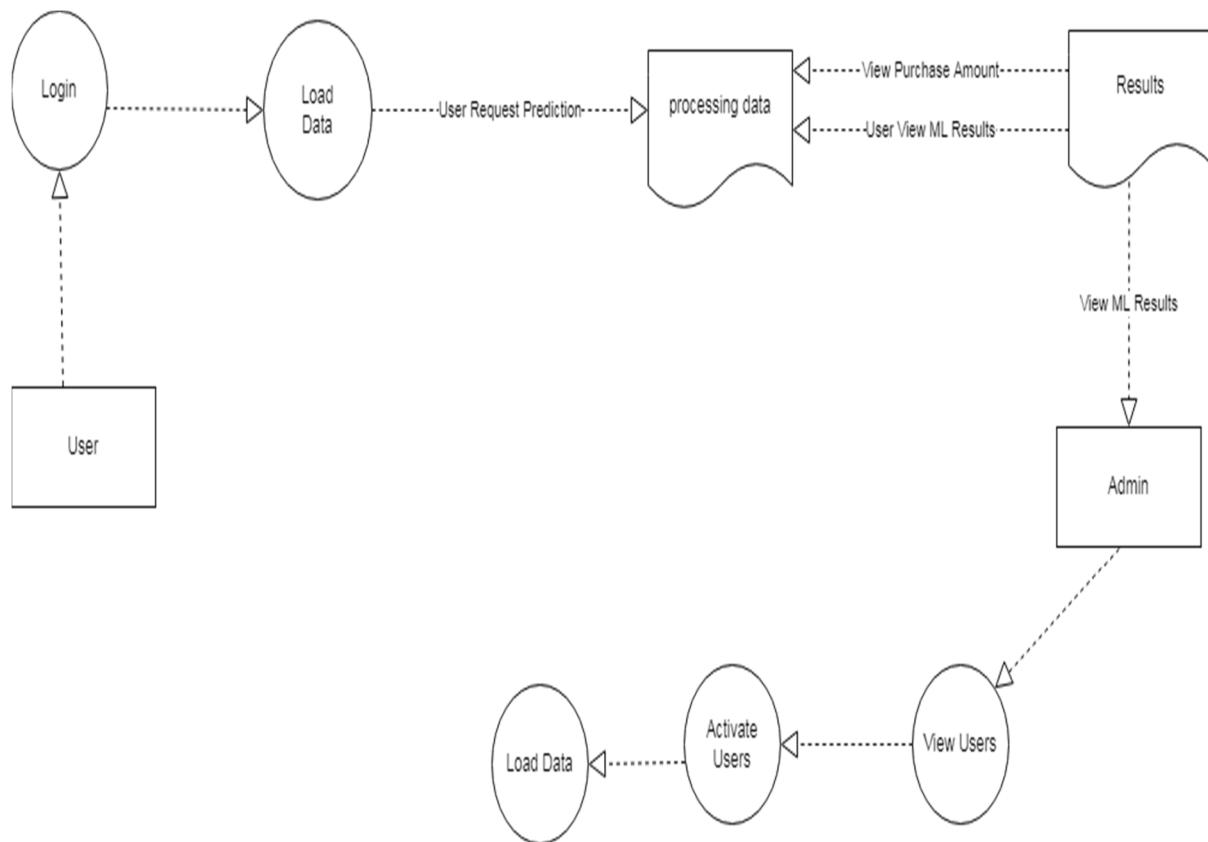 Login
Load
Data
User Request Prediction
processing data
View Purchase Amount
User View ML Results
Results
View ML Results
User
Admin
Load Data
Activate
Users
View Users